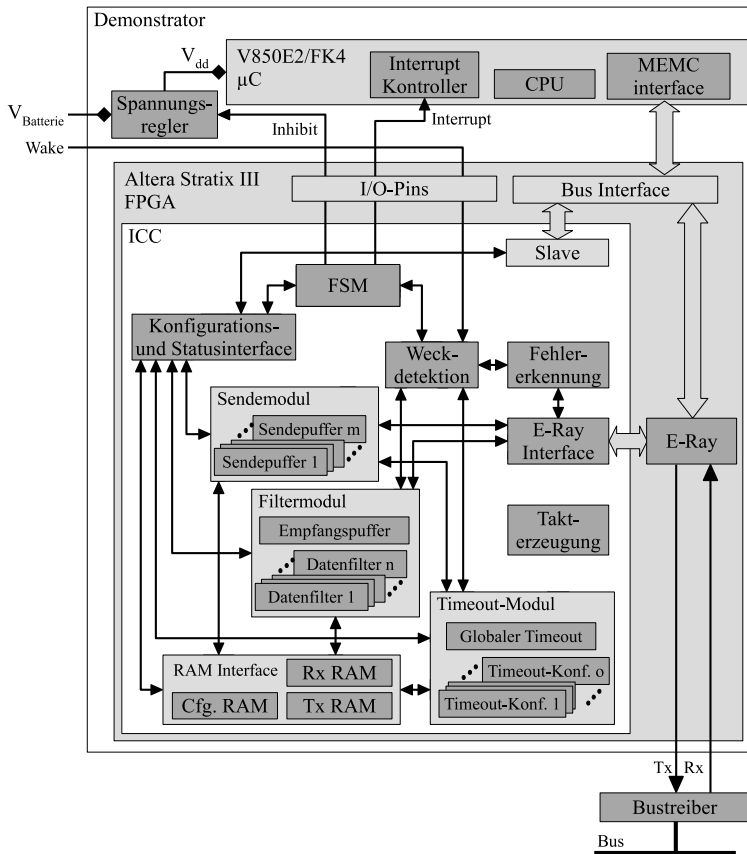 Demonstrator
V850E2/FK4
µC
Interrupt
Kontroller
CPU
MEMC
interface
V
dd
V
Batterie
Spannungs-
regler
Inhibit
Interrupt
Wake
Altera Stratix III
FPGA
I/O-Pins
Bus Interface
ICC
Slave
FSM
Konfigurations-
und Statusinterface
Weck-
detektion
Fehler-
erkennung
Sendemodul
Sendepuffer m
Sendepuffer 1
E-Ray
Interface
E-Ray
Filtermodul
Empfangspuffer
Datenfilter n
Datenfilter 1
Takt-
erzeugung
Timeout-Modul
Globaler Timeout
Timeout-Konf. o
Timeout-Konf. 1
RAM Interface
Rx RAM
Cfg. RAM
Tx RAM
Tx
Rx
Bustreiber
Bus